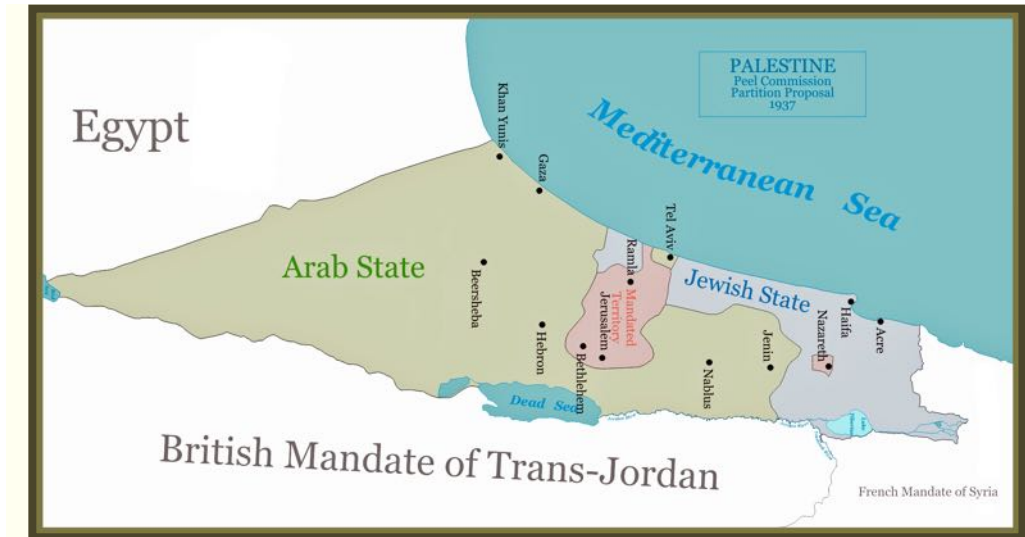 PALESTINE
Peel Commission
Partition Proposal
1937
Egypt
Mediterranean Sea
Khan Yunis
Gaza
Tel Aviv
Ramla
Arab State
Jewish State
Beersheba
Mandated
Territory
Jerusalem
Haifa
Acre
Nazareth
Hebron
Bethlehem
Jenin
Nablus
Dead Sea
British Mandate of Trans-Jordan
French Mandate of Syria